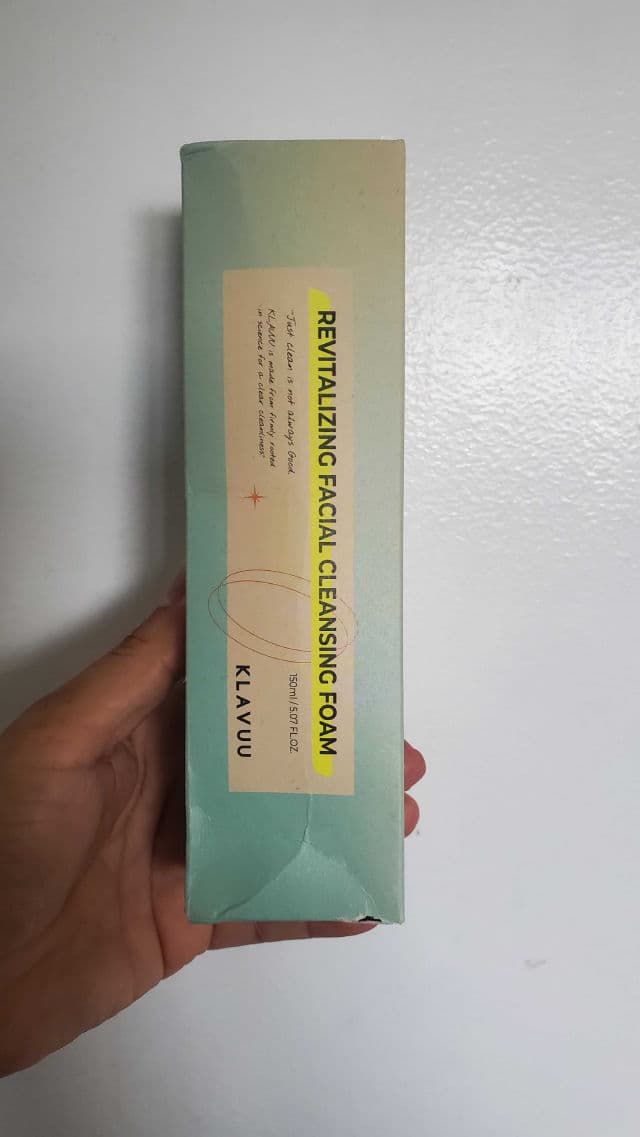 REVITALIZING FACIAL CLEANSING FOAM
"Just clean is not always Good.
KLAVUU is made from firmly rooted
in science for a clear cleanliness"
150ml / 5.07 FL.OZ.
KLAVUU